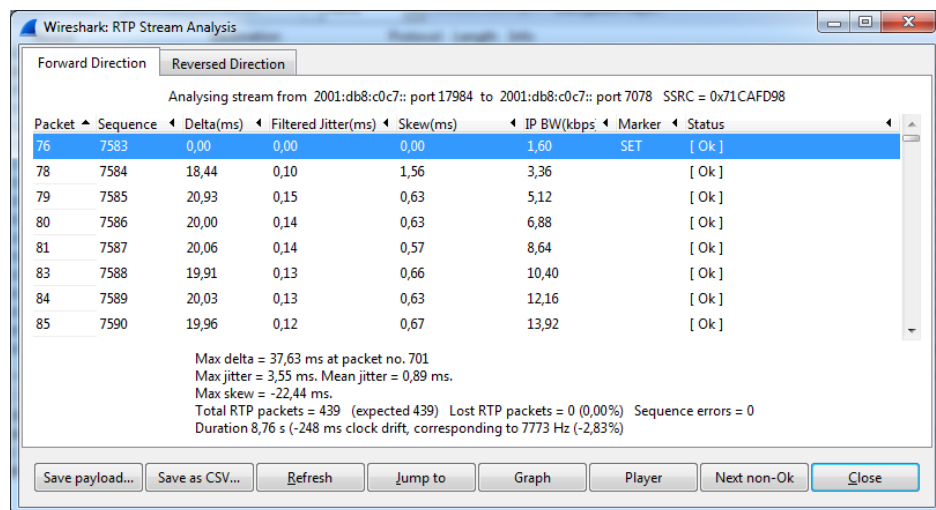 Wireshark: RTP Stream Analysis
Forward Direction Reversed Direction
Analysing stream from 2001:db8:c0c7:: port 17984 to 2001:db8:c0c7:: port 7078 SSRC = 0x71CAFD98
Packet Sequence Delta(ms) Filtered Jitter(ms) Skew(ms) IP BW(kbps) Marker Status
76 7583 0,00 0,00 0,00 1,60 SET [ Ok ]
78 7584 18,44 0,10 1,56 3,36 [ Ok ]
79 7585 20,93 0,15 0,63 5,12 [ Ok ]
80 7586 20,00 0,14 0,63 6,88 [ Ok ]
81 7587 20,06 0,14 0,57 8,64 [ Ok ]
83 7588 19,91 0,13 0,66 10,40 [ Ok ]
84 7589 20,03 0,13 0,63 12,16 [ Ok ]
85 7590 19,96 0,12 0,67 13,92 [ Ok ]
Max delta = 37,63 ms at packet no. 701
Max jitter = 3,55 ms. Mean jitter = 0,89 ms.
Max skew = -22,44 ms.
Total RTP packets = 439 (expected 439) Lost RTP packets = 0 (0,00%) Sequence errors = 0
Duration 8,76 s (-248 ms clock drift, corresponding to 7773 Hz (-2,83%)
Save payload... Save as CSV... Refresh Jump to Graph Player Next non-Ok Close